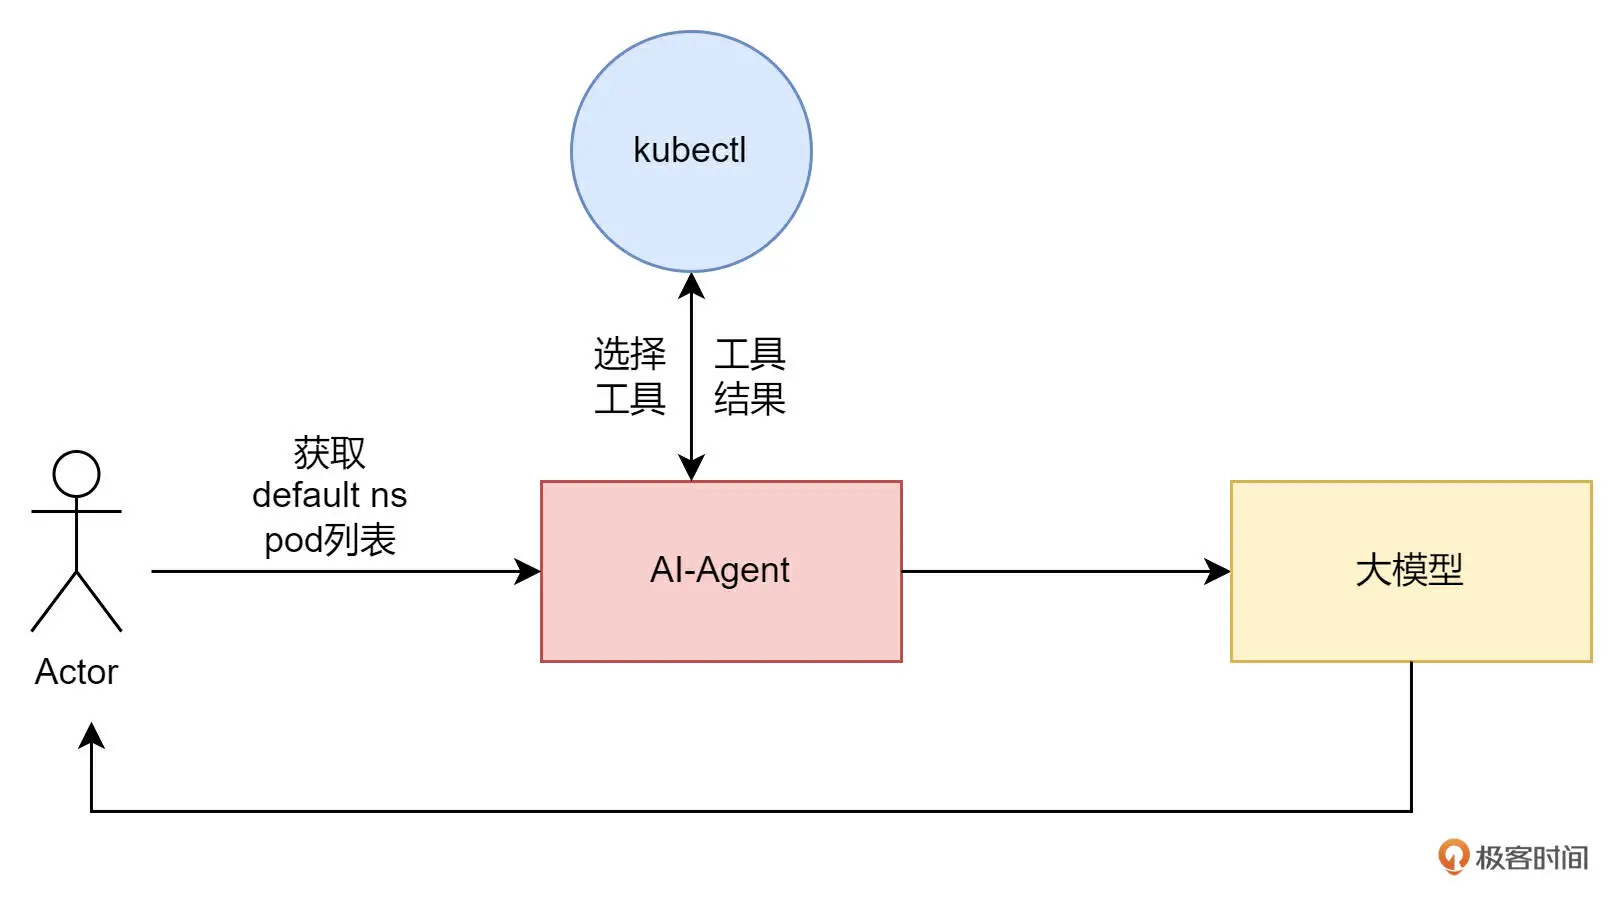 kubectl
选择
工具
工具
结果
获取
default ns
pod列表
AI-Agent
大模型
Actor
极客时间